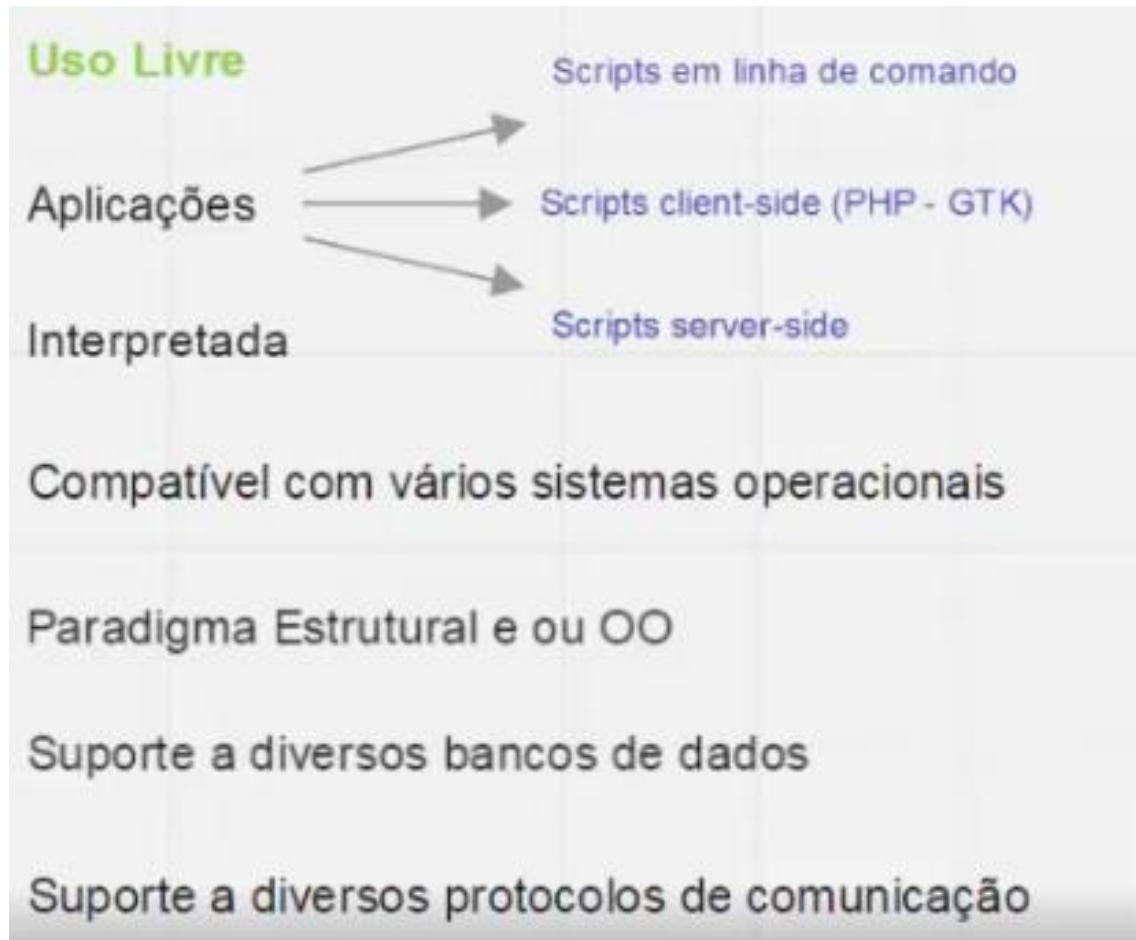 Uso Livre
Scripts em linha de comando
Aplicações
Scripts client-side (PHP - GTK)
Scripts server-side
Interpretada
Compatível com vários sistemas operacionais
Paradigma Estrutural e ou OO
Suporte a diversos bancos de dados
Suporte a diversos protocolos de comunicação